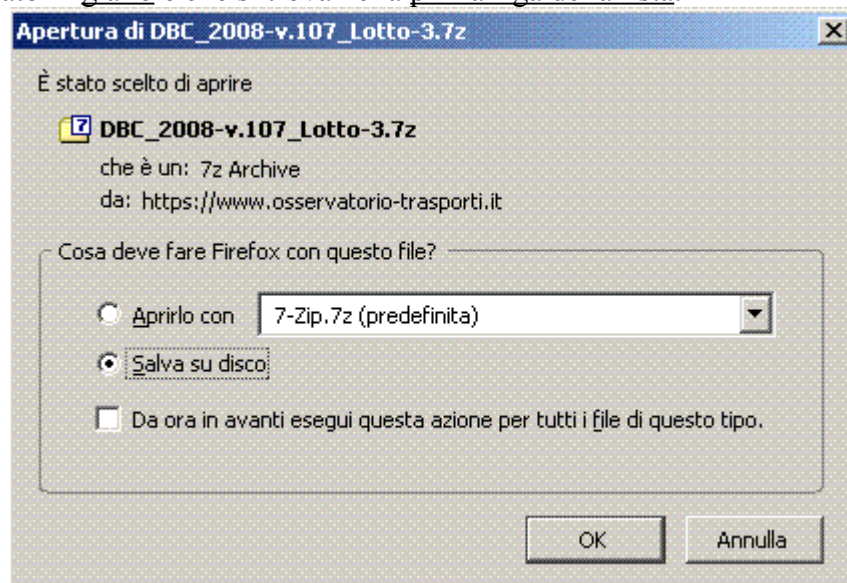 Apertura di DBC_2008-v.107_Lotto-3.7z
È stato scelto di aprire
DBC_2008-v.107_Lotto-3.7z
che è un: 7z Archive
da: https://www.osservatorio-trasporti.it
Cosa deve fare Firefox con questo file?
Aprirlo con 7-Zip.7z (predefinita)
Salva su disco
Da ora in avanti esegui questa azione per tutti i file di questo tipo.
OK Annulla